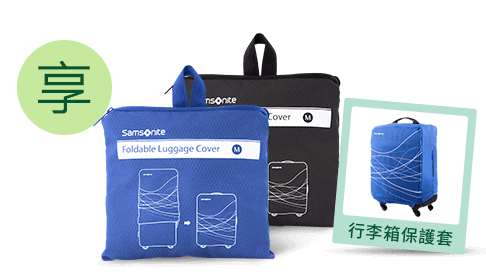 享
Samsonite
Foldable Luggage Cover M
Samsonite
Cover M
行李箱保護套